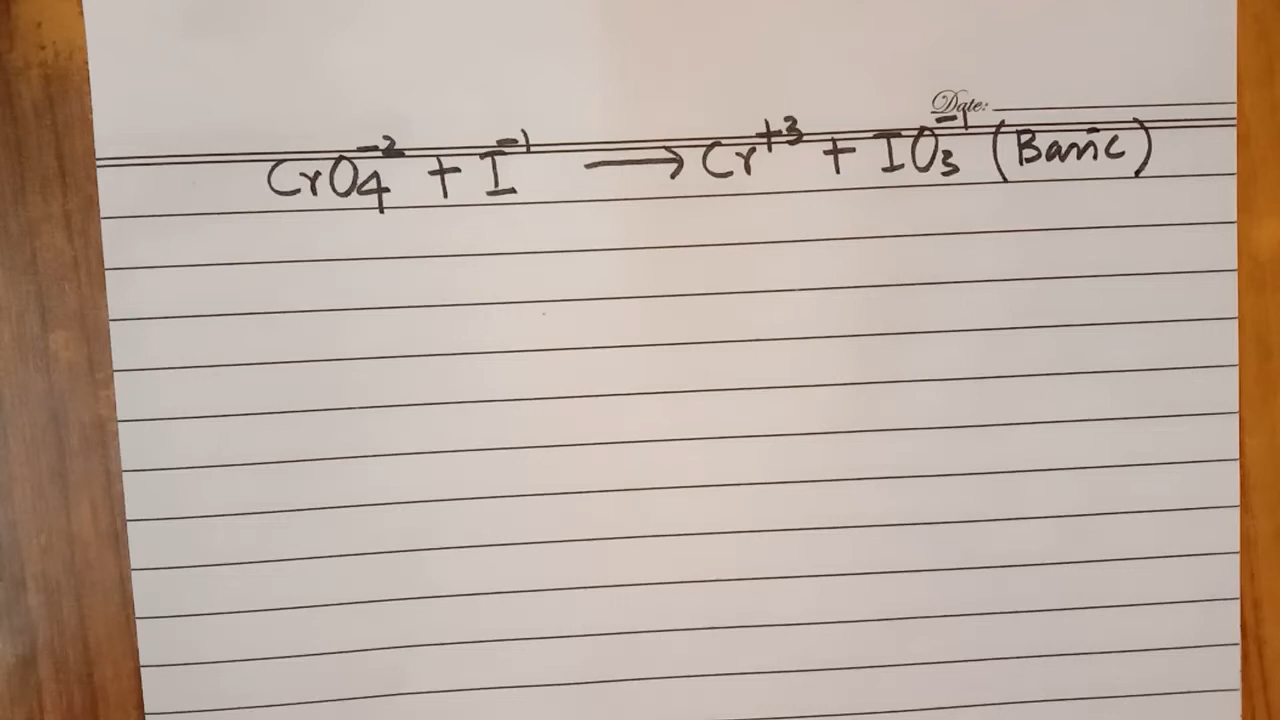 Date:
CrO₄⁻² + I⁻¹ ⟶ Cr⁺³ + IO₃⁻¹ (Basic)